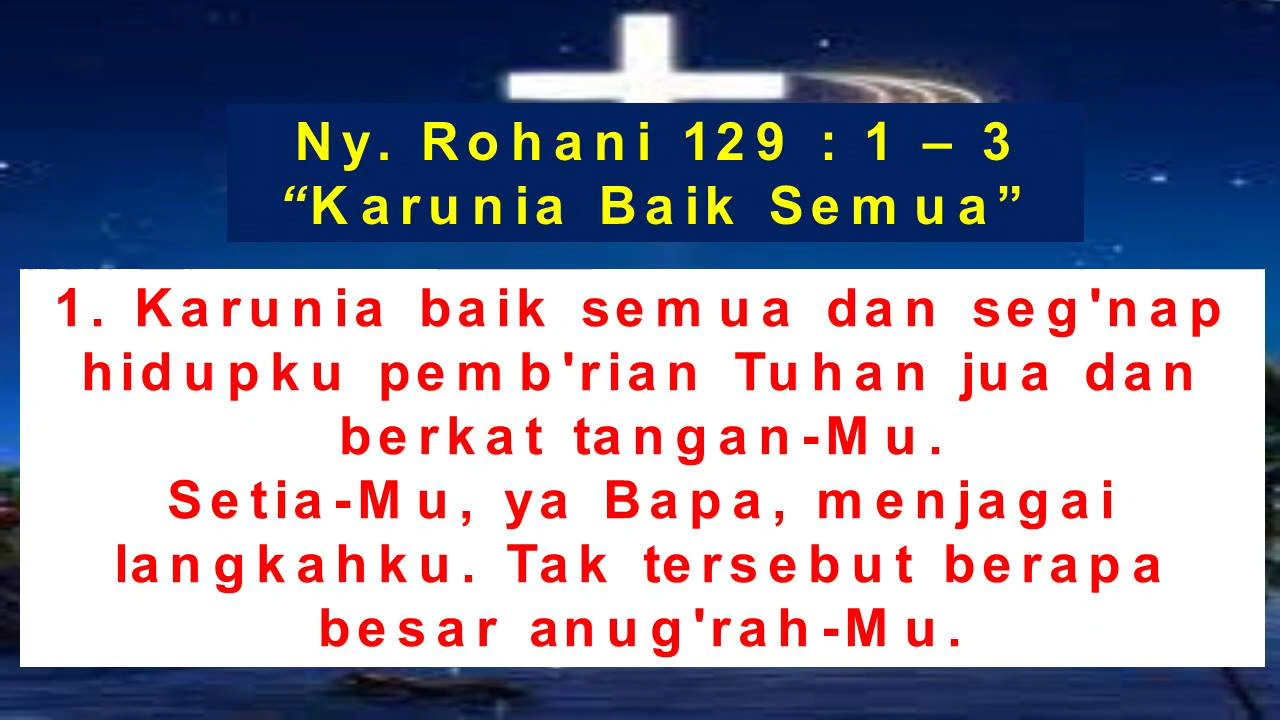 Ny. Rohani 129 : 1 – 3
“Karunia Baik Semua”
1. Karunia baik semua dan seg'nap
hidupku pemb'rian Tuhan jua dan
berkat tangan-Mu.
Setia-Mu, ya Bapa, menjagai
langkahku. Tak tersebut berapa
besar anug'rah-Mu.